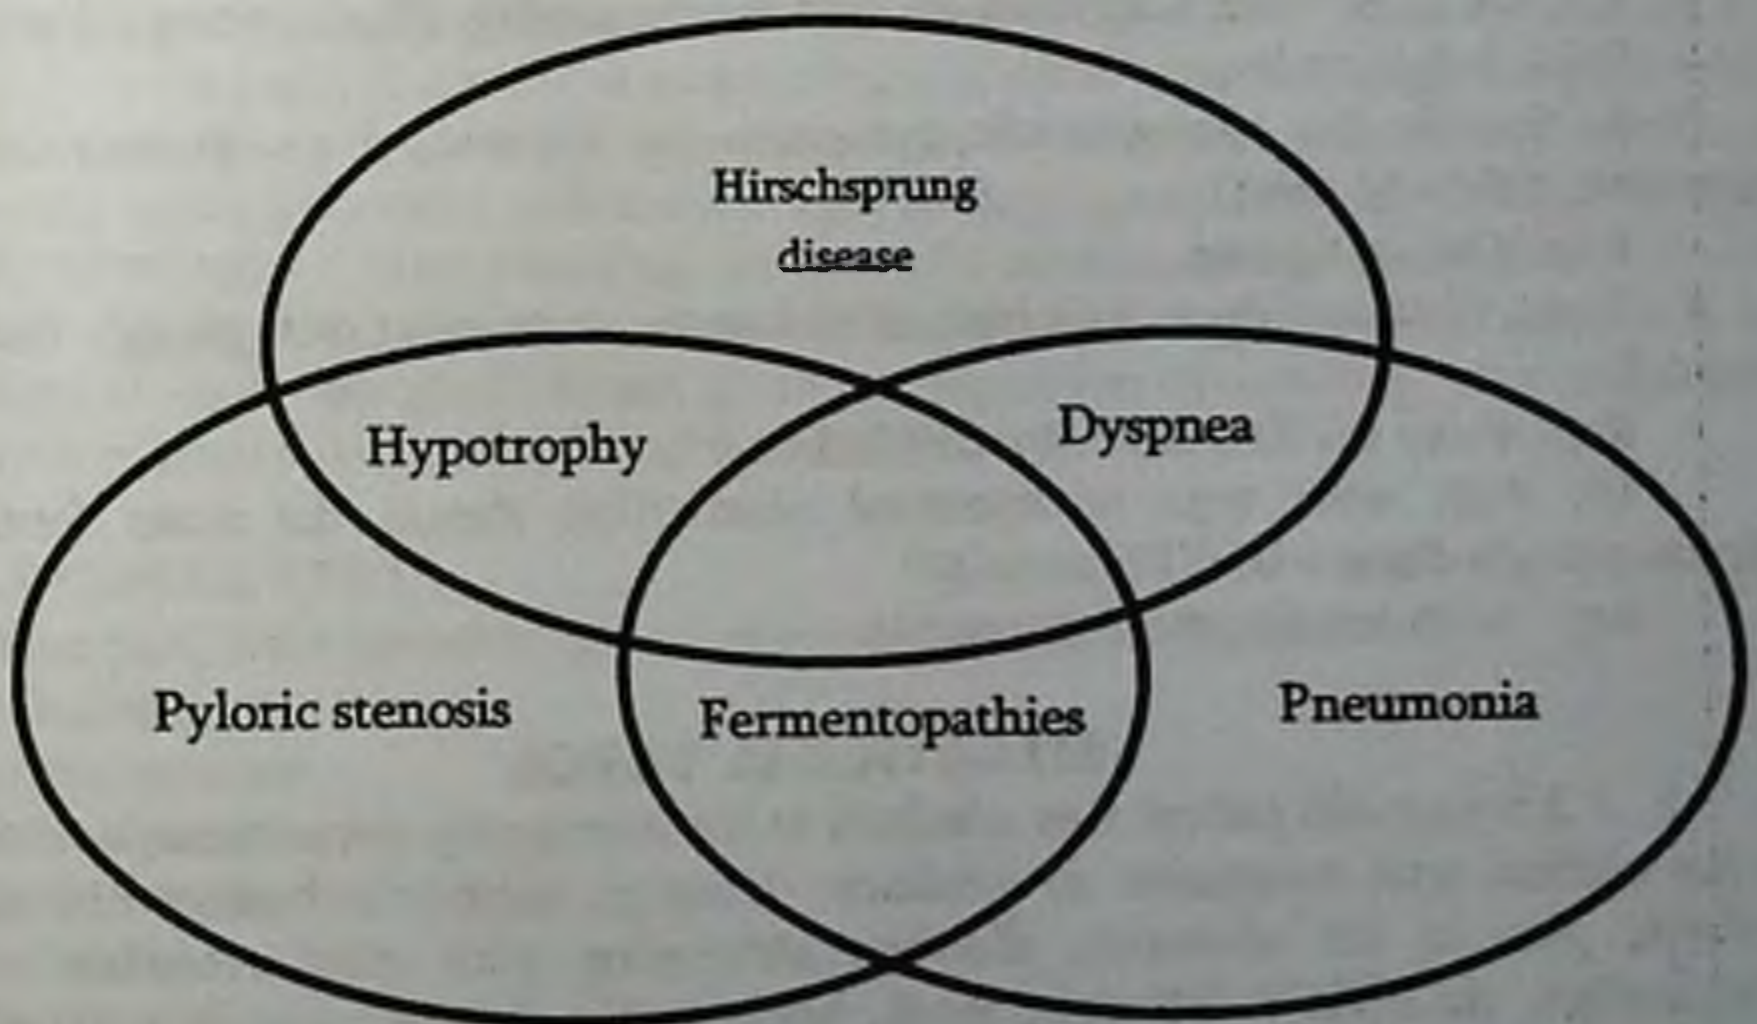 Hirschsprung
disease
Hypotrophy
Dyspnea
Pyloric stenosis
Fermentopathies
Pneumonia